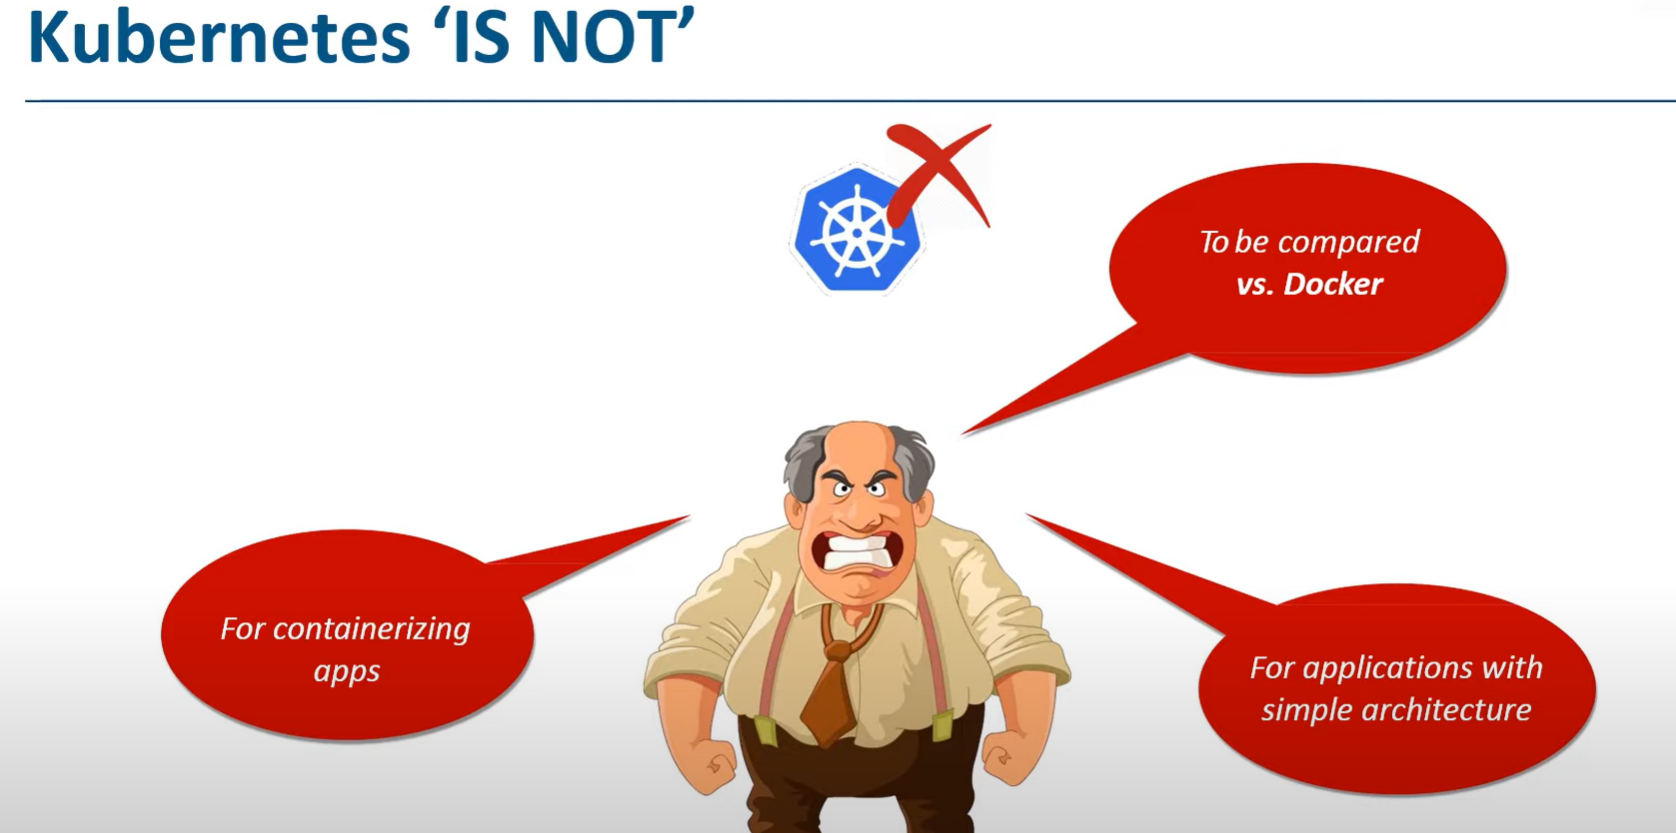 Kubernetes ‘IS NOT’
To be compared
vs. Docker
For containerizing
apps
For applications with
simple architecture